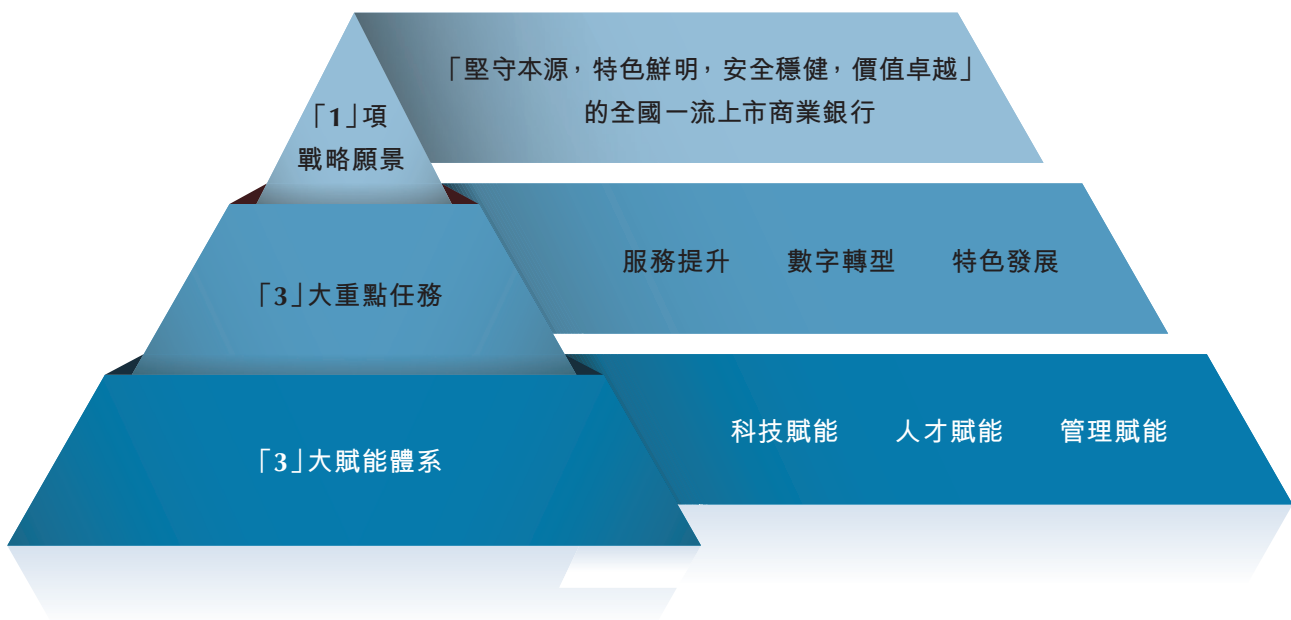 「1」項
戰略願景
「堅守本源，特色鮮明，安全穩健，價值卓越」
的全國一流上市商業銀行
「3」大重點任務
服務提升 數字轉型 特色發展
「3」大賦能體系
科技賦能 人才賦能 管理賦能